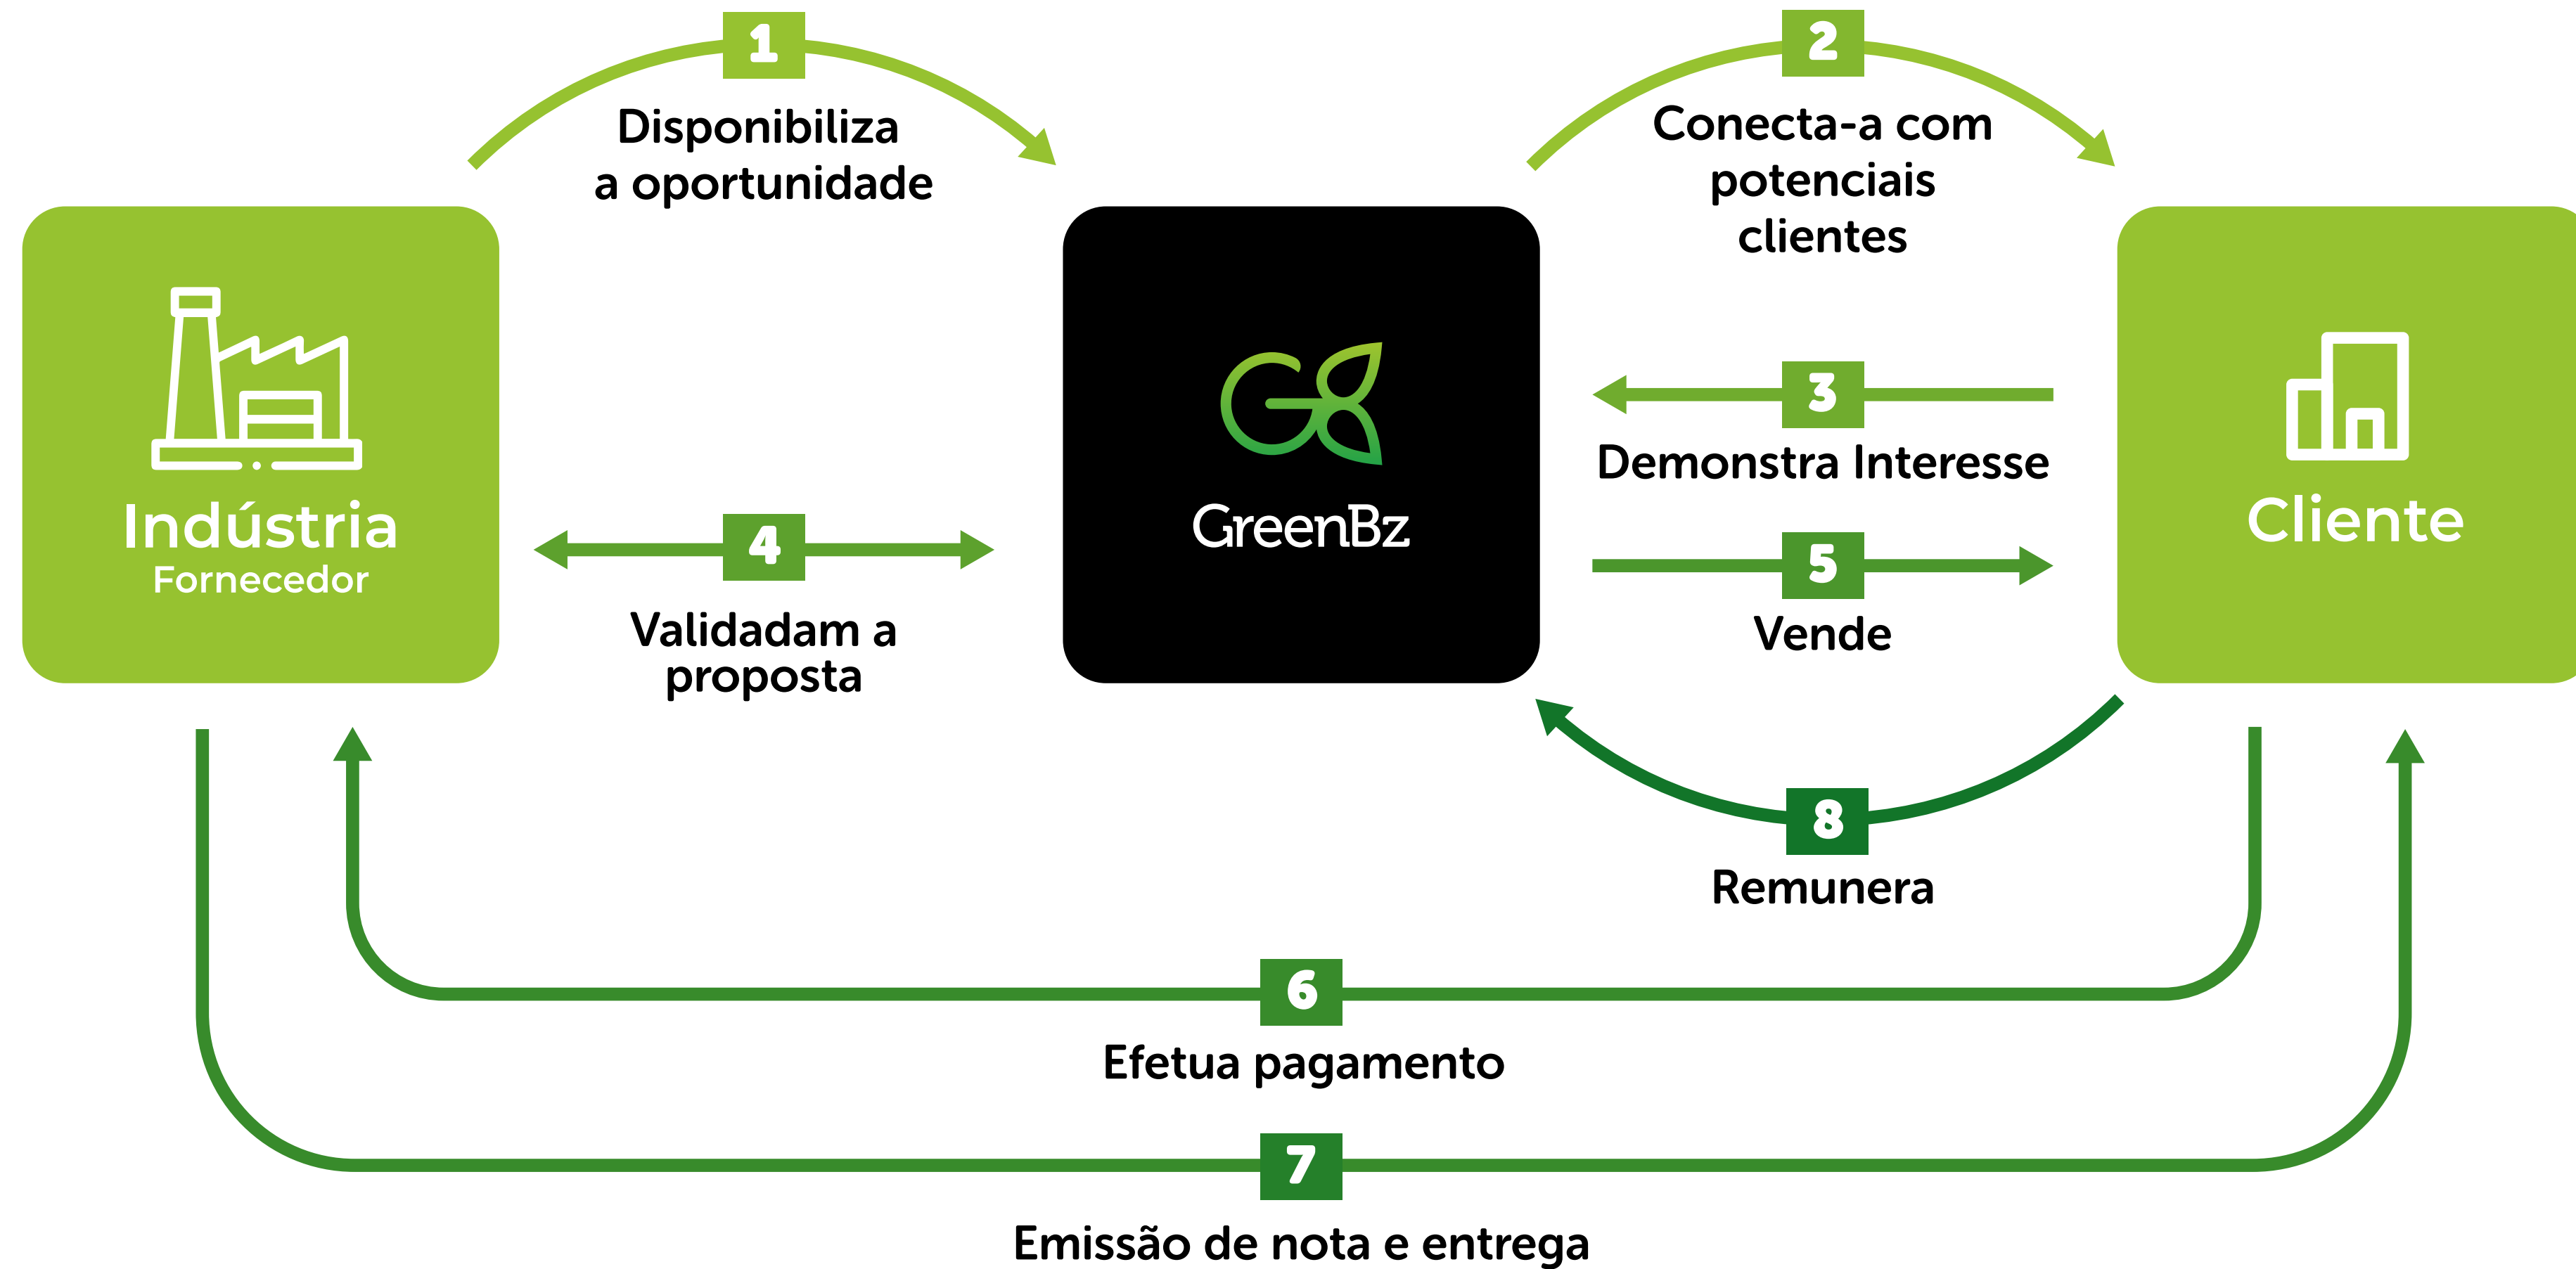 1
Disponibiliza
a oportunidade
2
Conecta-a com
potenciais
clientes
Indústria
Fornecedor
GreenBz
Cliente
3
Demonstra Interesse
4
Validadam a
proposta
5
Vende
8
Remunera
6
Efetua pagamento
7
Emissão de nota e entrega